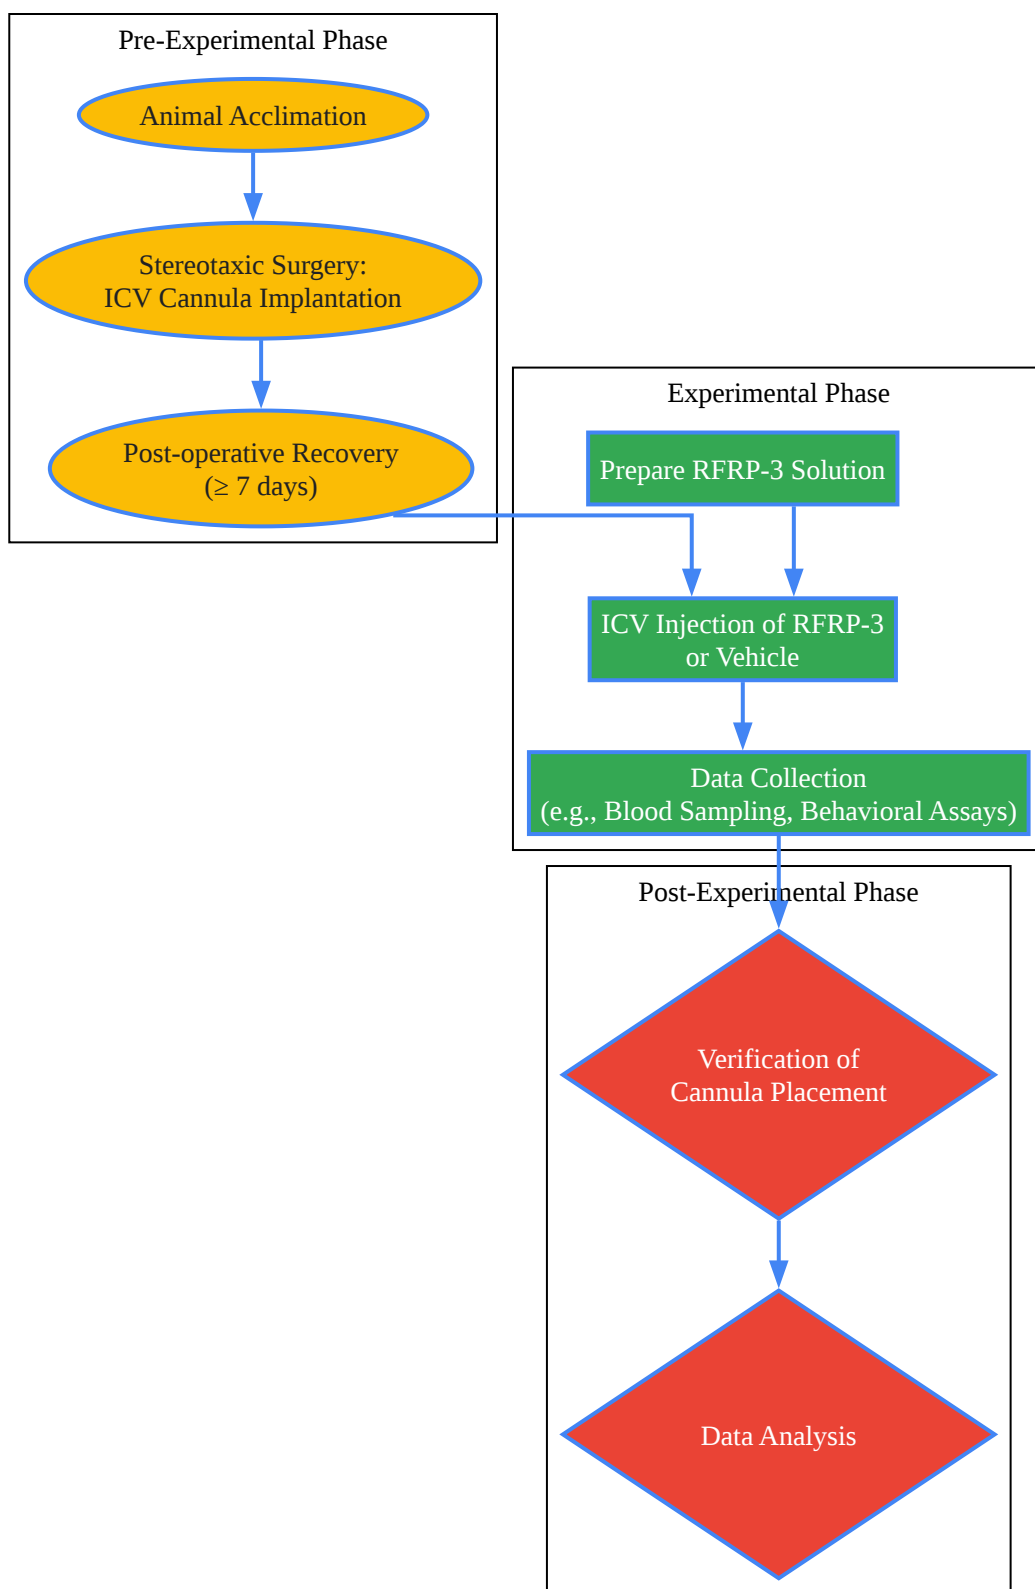 Pre-Experimental Phase
Animal Acclimation
Stereotaxic Surgery:
ICV Cannula Implantation
Post-operative Recovery
(≥ 7 days)
Experimental Phase
Prepare RFRP-3 Solution
ICV Injection of RFRP-3
or Vehicle
Data Collection
(e.g., Blood Sampling, Behavioral Assays)
Post-Experimental Phase
Verification of
Cannula Placement
Data Analysis